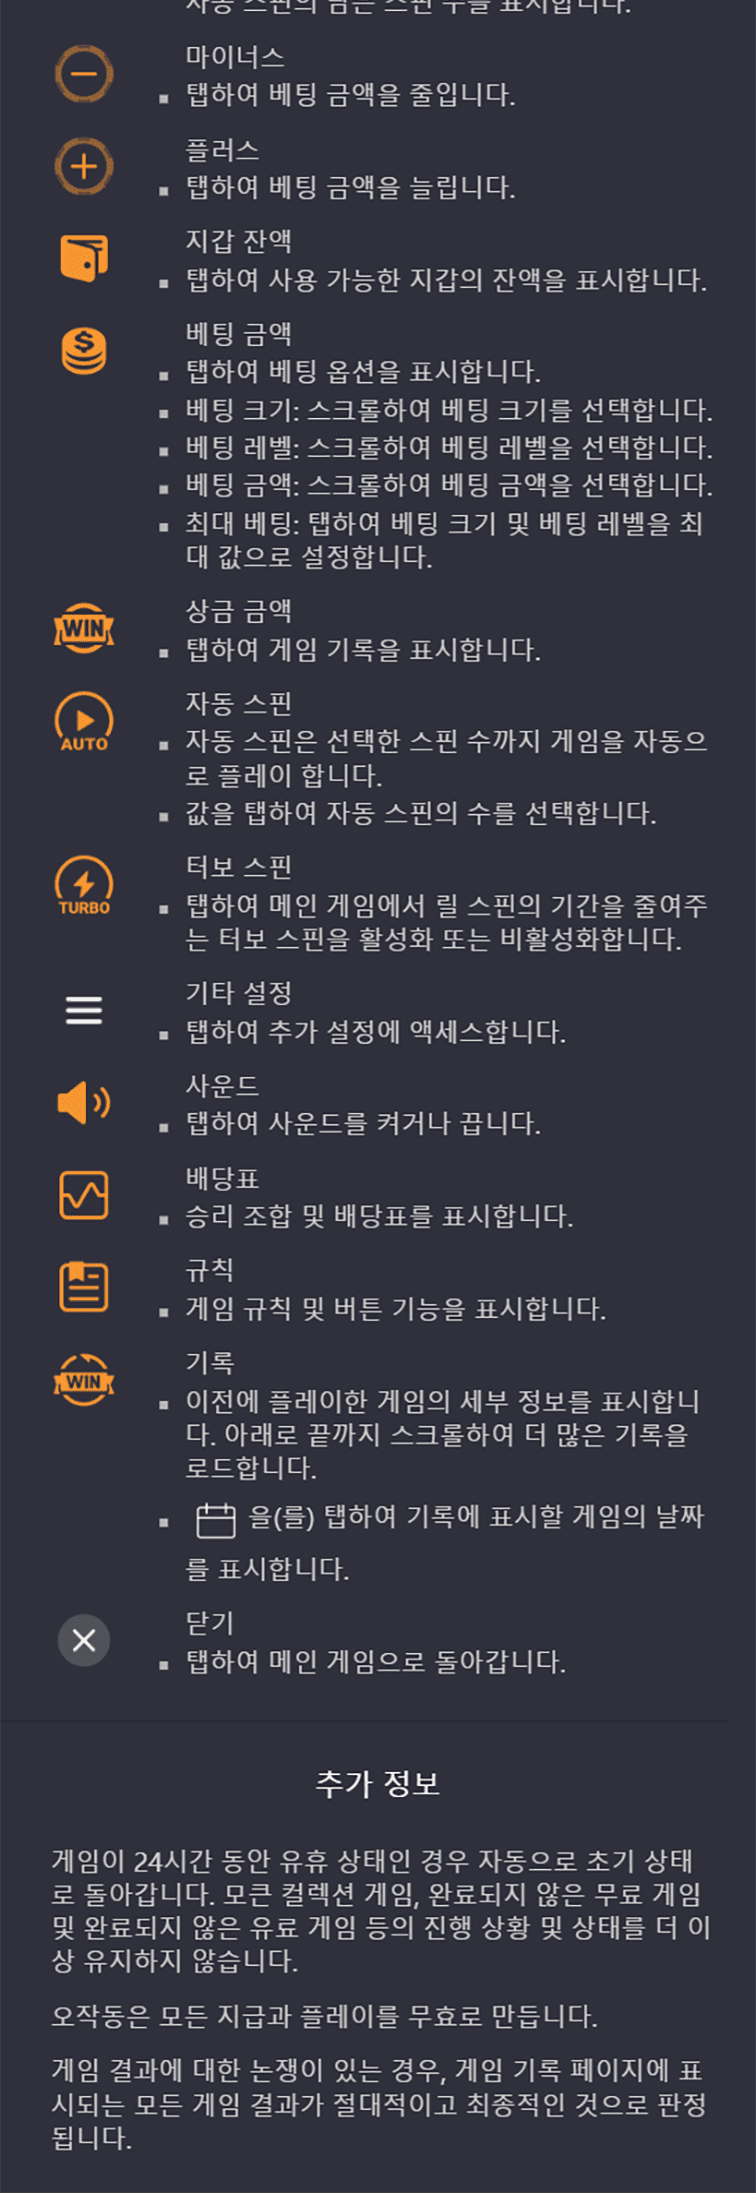 자동 스핀의 남은 스핀 수를 표시합니다.
마이너스
▪ 탭하여 베팅 금액을 줄입니다.
플러스
▪ 탭하여 베팅 금액을 늘립니다.
지갑 잔액
▪ 탭하여 사용 가능한 지갑의 잔액을 표시합니다.
베팅 금액
▪ 탭하여 베팅 옵션을 표시합니다.
▪ 베팅 크기: 스크롤하여 베팅 크기를 선택합니다.
▪ 베팅 레벨: 스크롤하여 베팅 레벨을 선택합니다.
▪ 베팅 금액: 스크롤하여 베팅 금액을 선택합니다.
▪ 최대 베팅: 탭하여 베팅 크기 및 베팅 레벨을 최
대 값으로 설정합니다.
WIN
상금 금액
▪ 탭하여 게임 기록을 표시합니다.
AUTO
자동 스핀
▪ 자동 스핀은 선택한 스핀 수까지 게임을 자동으
로 플레이 합니다.
▪ 값을 탭하여 자동 스핀의 수를 선택합니다.
TURBO
터보 스핀
▪ 탭하여 메인 게임에서 릴 스핀의 기간을 줄여주
는 터보 스핀을 활성화 또는 비활성화합니다.
기타 설정
▪ 탭하여 추가 설정에 액세스합니다.
사운드
▪ 탭하여 사운드를 켜거나 끕니다.
배당표
▪ 승리 조합 및 배당표를 표시합니다.
규칙
▪ 게임 규칙 및 버튼 기능을 표시합니다.
WIN
기록
▪ 이전에 플레이한 게임의 세부 정보를 표시합니
다. 아래로 끝까지 스크롤하여 더 많은 기록을
로드합니다.
▪ 을(를) 탭하여 기록에 표시할 게임의 날짜
를 표시합니다.
닫기
▪ 탭하여 메인 게임으로 돌아갑니다.
추가 정보
게임이 24시간 동안 유휴 상태인 경우 자동으로 초기 상태
로 돌아갑니다. 모큰 컬렉션 게임, 완료되지 않은 무료 게임
및 완료되지 않은 유료 게임 등의 진행 상황 및 상태를 더 이
상 유지하지 않습니다.
오작동은 모든 지급과 플레이를 무효로 만듭니다.
게임 결과에 대한 논쟁이 있는 경우, 게임 기록 페이지에 표
시되는 모든 게임 결과가 절대적이고 최종적인 것으로 판정
됩니다.